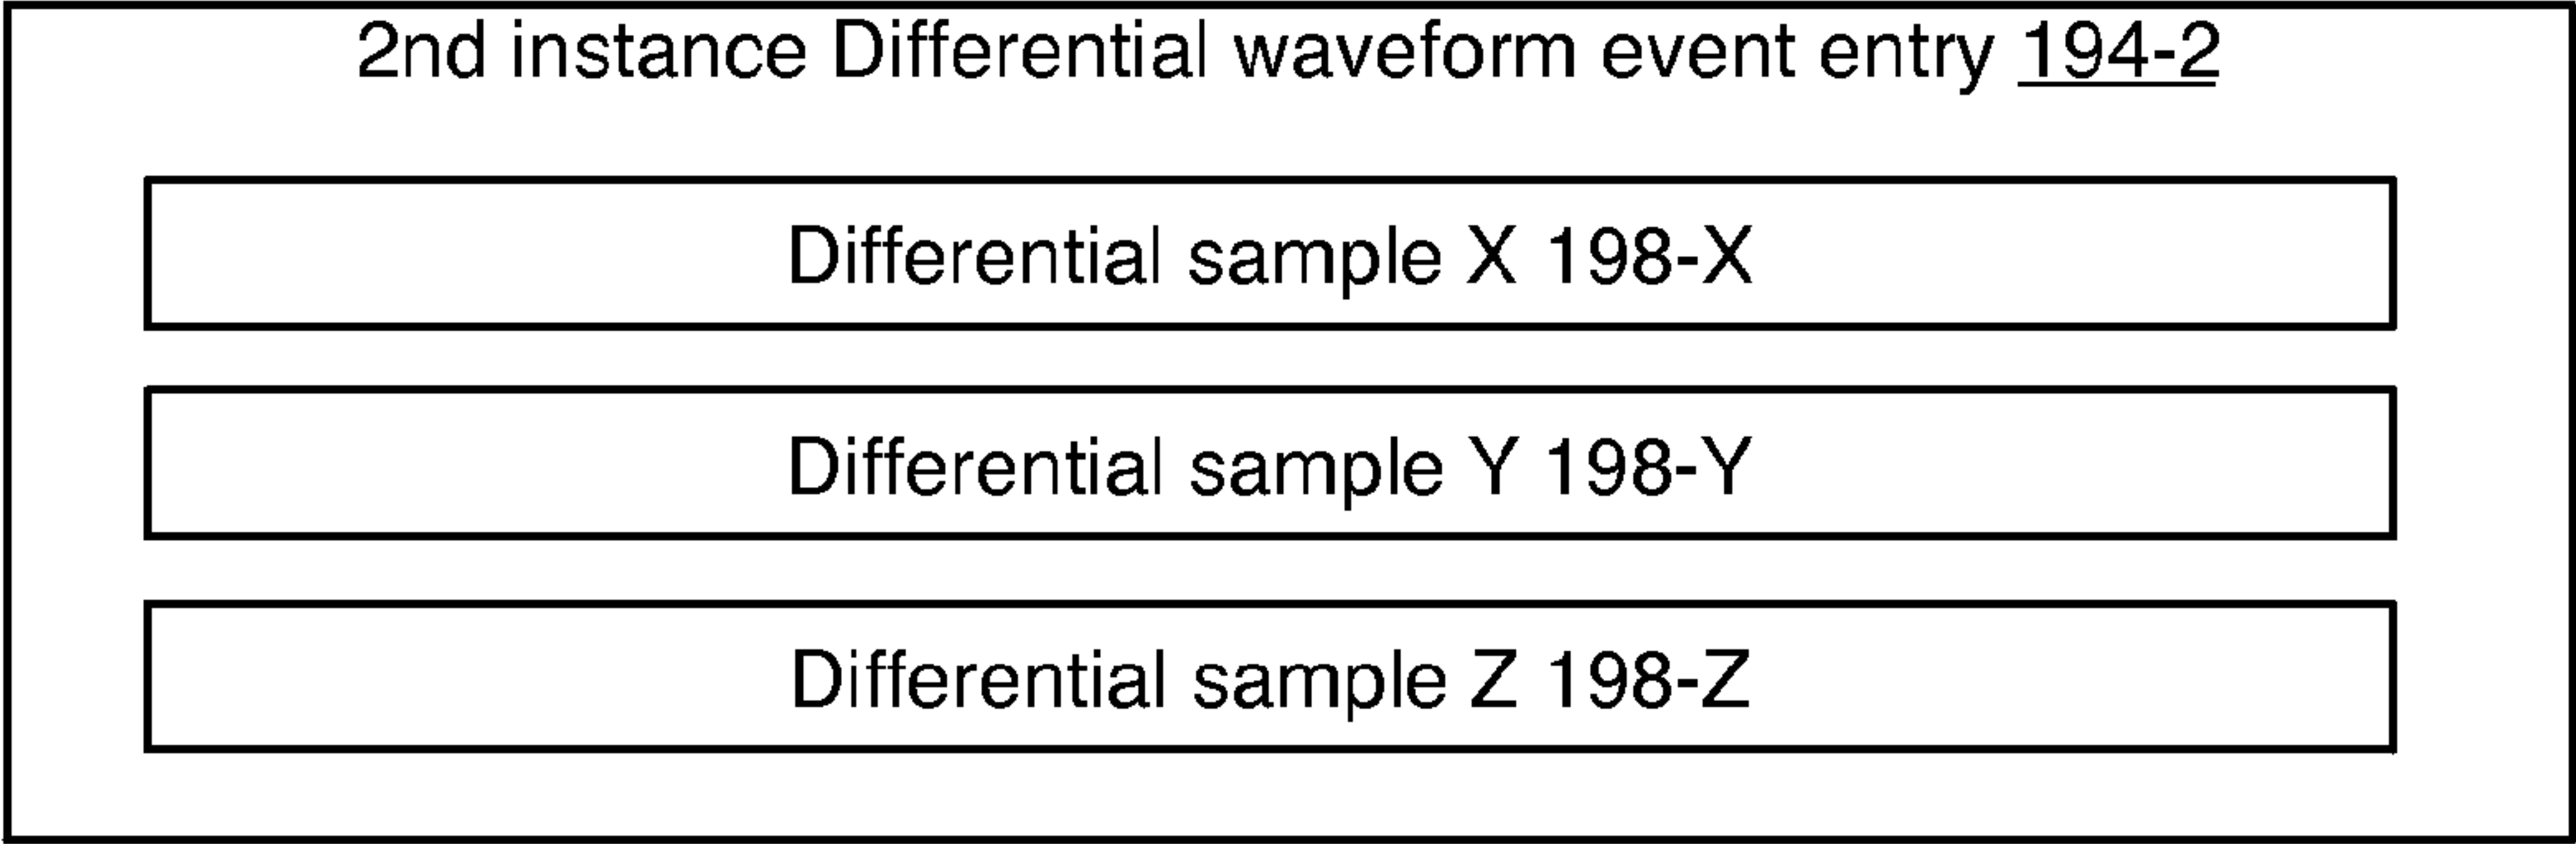 2nd instance Differential waveform event entry 194-2
Differential sample X 198-X
Differential sample Y 198-Y
Differential sample Z 198-Z